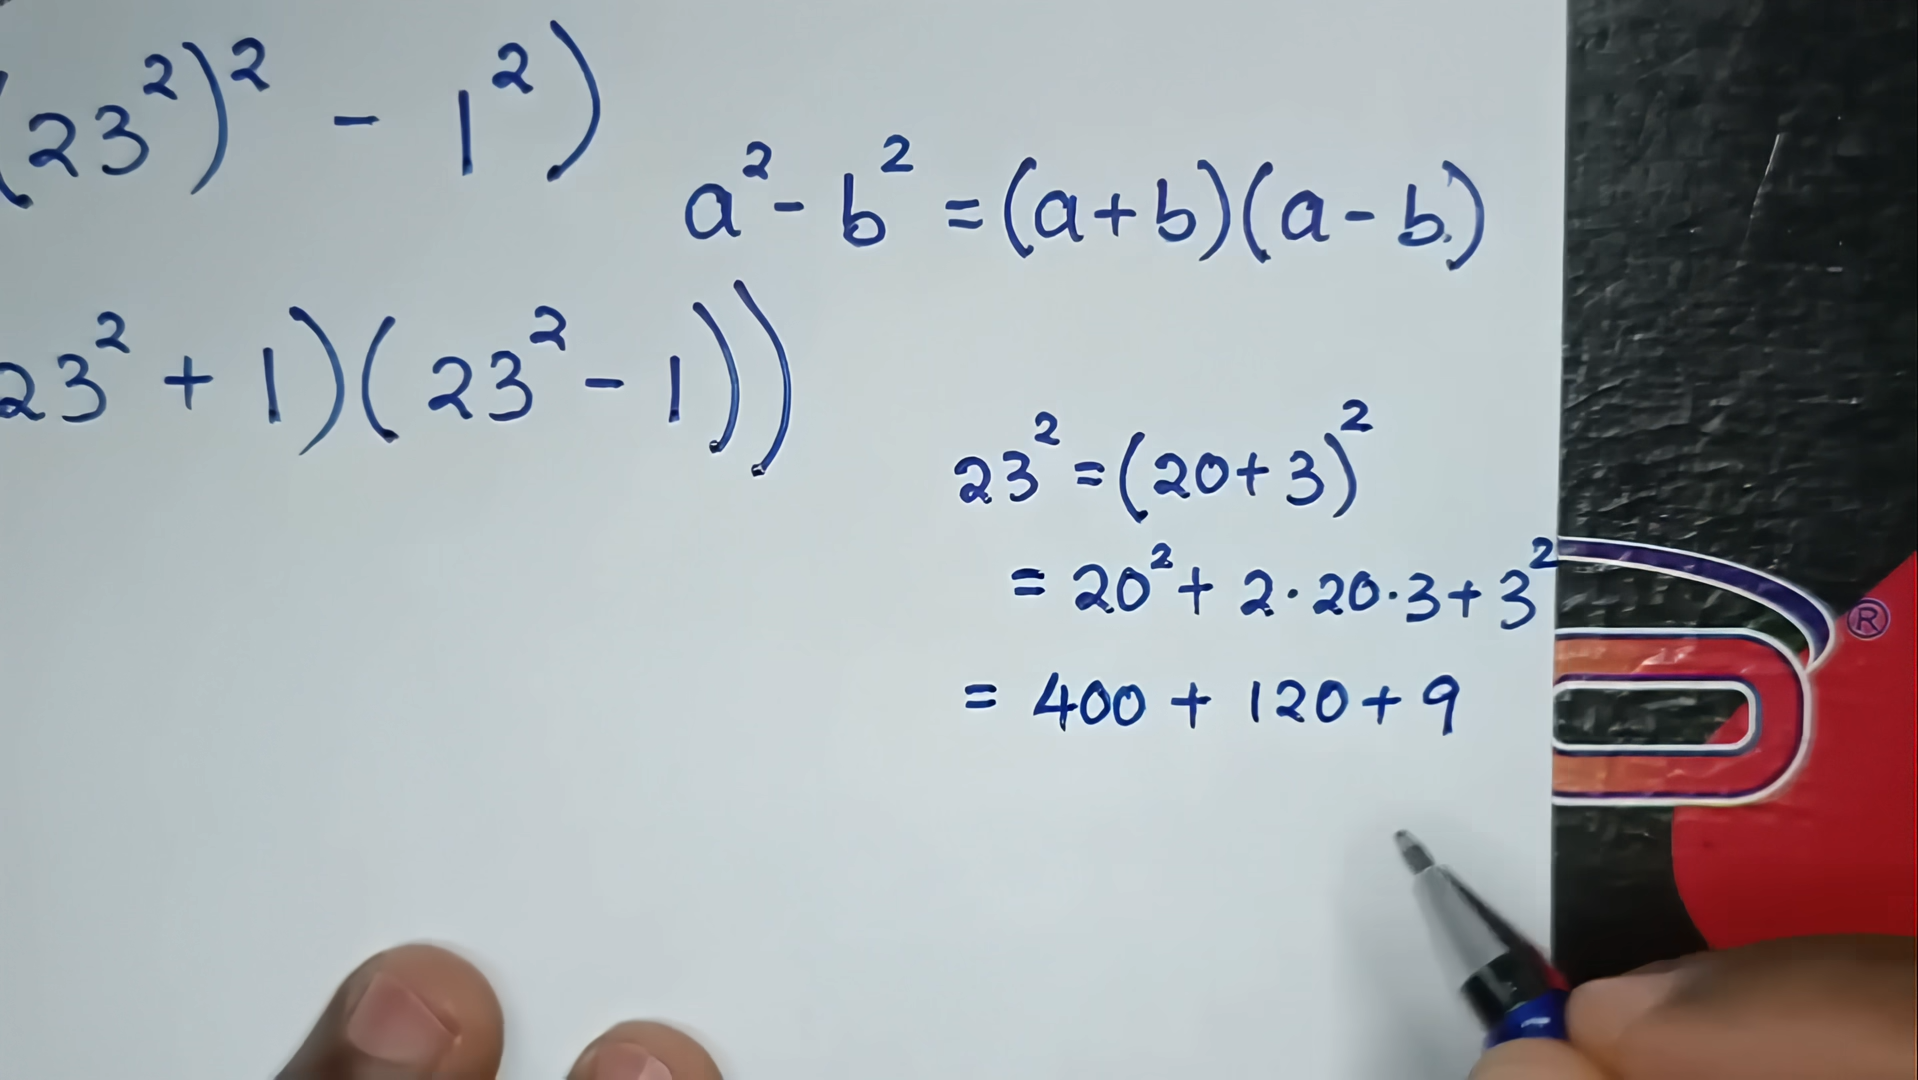 (23²)² - 1²)
a² - b² = (a+b)(a-b)
23² + 1)(23² - 1))
23² = (20+3)²
= 20² + 2·20·3 + 3²
= 400 + 120 + 9
®